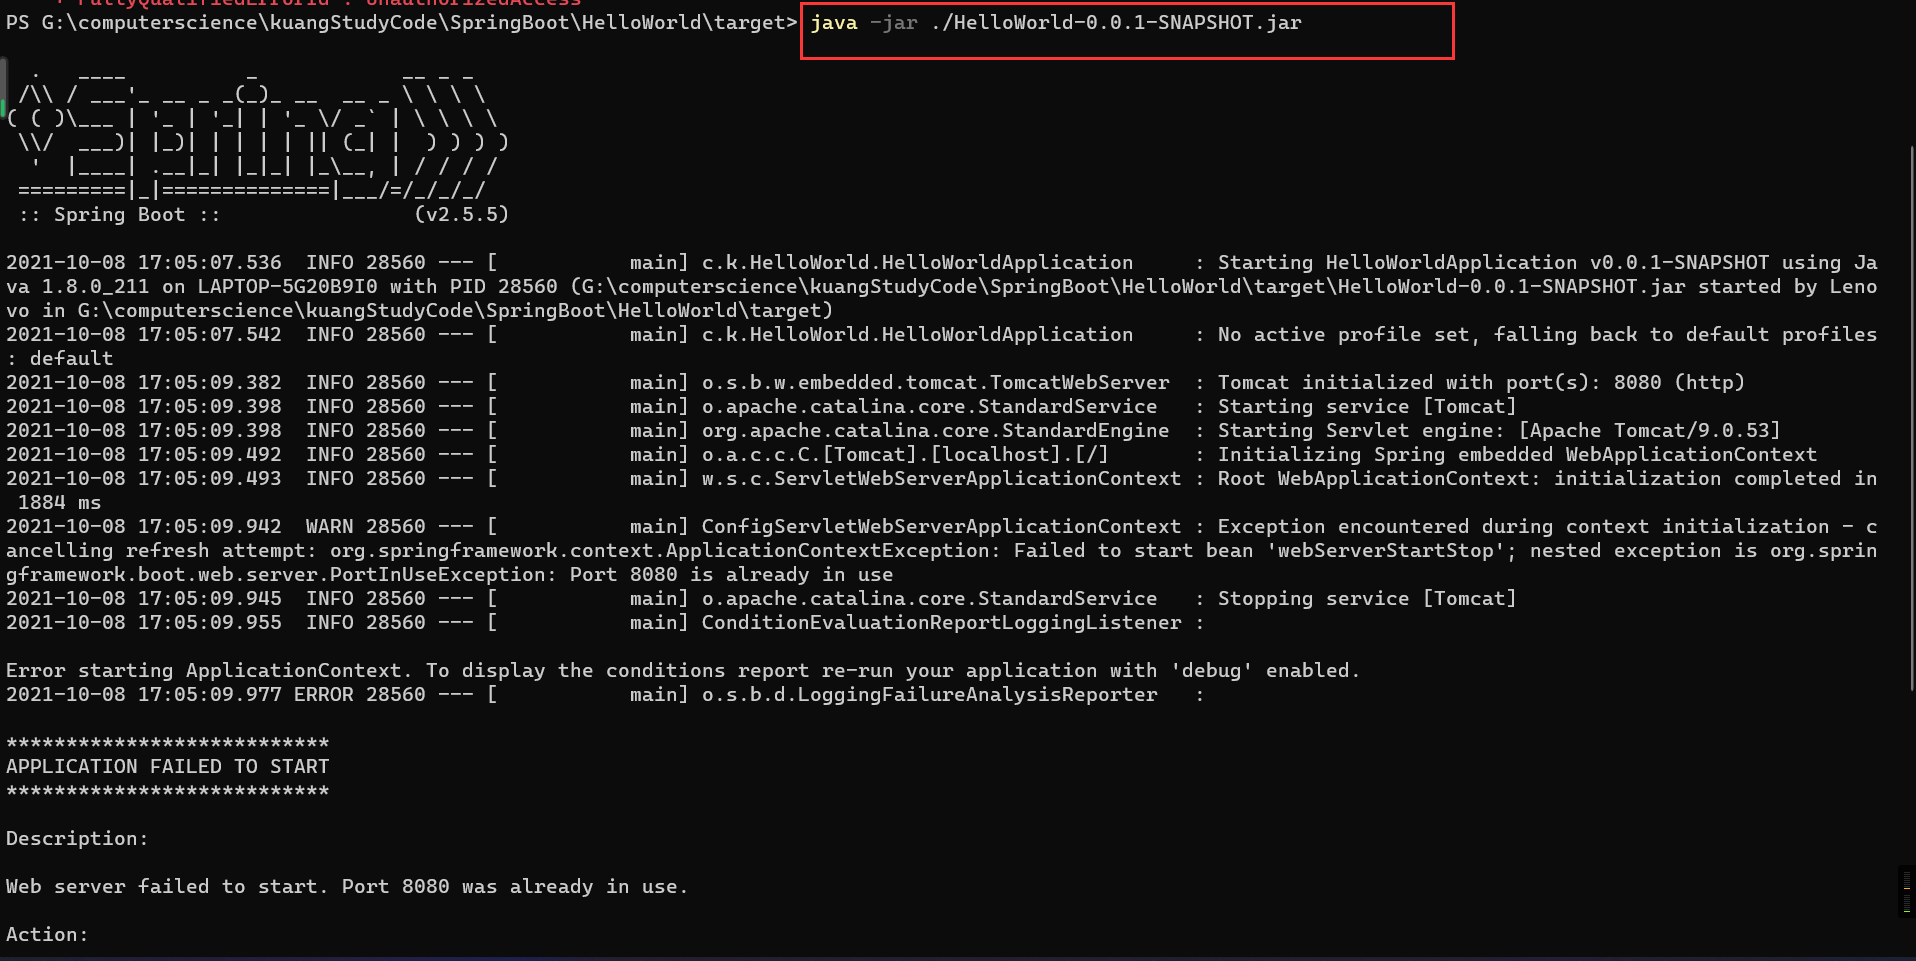 + FullyQualifiedErrorId : UnauthorizedAccess
PS G:\computerscience\kuangStudyCode\SpringBoot\HelloWorld\target> java -jar ./HelloWorld-0.0.1-SNAPSHOT.jar
  .   ____          _            __ _ _
 /\\ / ___'_ __ _ _(_)_ __  __ _ \ \ \ \
( ( )\___ | '_ | '_| | '_ \/ _` | \ \ \ \
 \\/  ___)| |_)| | | | | || (_| |  ) ) ) )
  '  |____| .__|_| |_|_| |_\__, | / / / /
 =========|_|==============|___/=/_/_/_/
 :: Spring Boot ::                (v2.5.5)
2021-10-08 17:05:07.536  INFO 28560 --- [           main] c.k.HelloWorld.HelloWorldApplication     : Starting HelloWorldApplication v0.0.1-SNAPSHOT using Ja
va 1.8.0_211 on LAPTOP-5G20B9I0 with PID 28560 (G:\computerscience\kuangStudyCode\SpringBoot\HelloWorld\target\HelloWorld-0.0.1-SNAPSHOT.jar started by Leno
vo in G:\computerscience\kuangStudyCode\SpringBoot\HelloWorld\target)
2021-10-08 17:05:07.542  INFO 28560 --- [           main] c.k.HelloWorld.HelloWorldApplication     : No active profile set, falling back to default profiles
: default
2021-10-08 17:05:09.382  INFO 28560 --- [           main] o.s.b.w.embedded.tomcat.TomcatWebServer  : Tomcat initialized with port(s): 8080 (http)
2021-10-08 17:05:09.398  INFO 28560 --- [           main] o.apache.catalina.core.StandardService   : Starting service [Tomcat]
2021-10-08 17:05:09.398  INFO 28560 --- [           main] org.apache.catalina.core.StandardEngine  : Starting Servlet engine: [Apache Tomcat/9.0.53]
2021-10-08 17:05:09.492  INFO 28560 --- [           main] o.a.c.c.C.[Tomcat].[localhost].[/]       : Initializing Spring embedded WebApplicationContext
2021-10-08 17:05:09.493  INFO 28560 --- [           main] w.s.c.ServletWebServerApplicationContext : Root WebApplicationContext: initialization completed in
 1884 ms
2021-10-08 17:05:09.942  WARN 28560 --- [           main] ConfigServletWebServerApplicationContext : Exception encountered during context initialization - c
ancelling refresh attempt: org.springframework.context.ApplicationContextException: Failed to start bean 'webServerStartStop'; nested exception is org.sprin
gframework.boot.web.server.PortInUseException: Port 8080 is already in use
2021-10-08 17:05:09.945  INFO 28560 --- [           main] o.apache.catalina.core.StandardService   : Stopping service [Tomcat]
2021-10-08 17:05:09.955  INFO 28560 --- [           main] ConditionEvaluationReportLoggingListener :
Error starting ApplicationContext. To display the conditions report re-run your application with 'debug' enabled.
2021-10-08 17:05:09.977 ERROR 28560 --- [           main] o.s.b.d.LoggingFailureAnalysisReporter   :
***************************
APPLICATION FAILED TO START
***************************
Description:
Web server failed to start. Port 8080 was already in use.
Action: